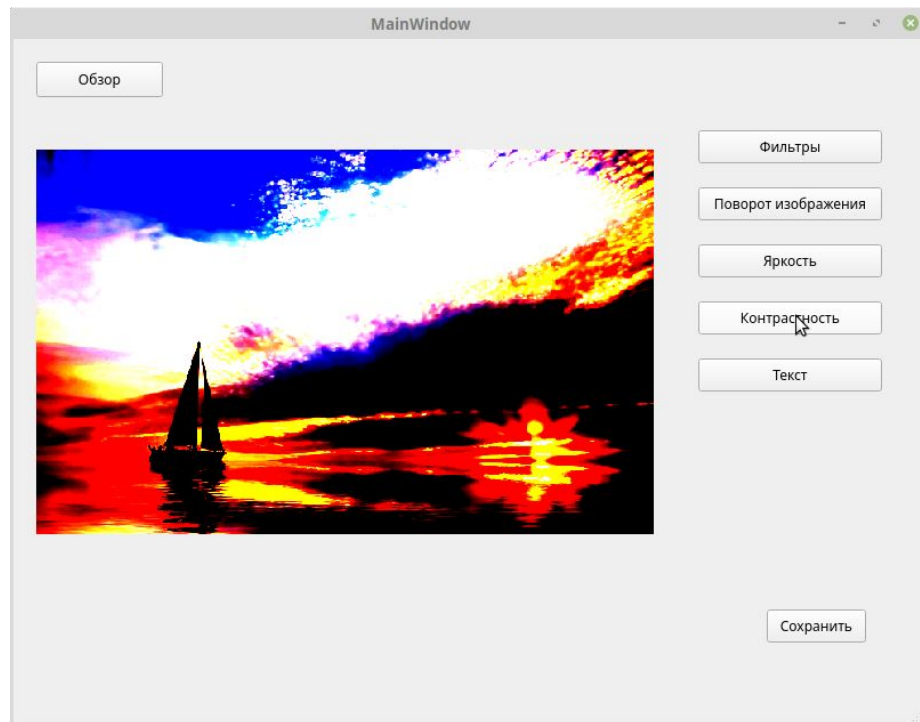 MainWindow
Обзор
Фильтры
Поворот изображения
Яркость
Контрастность
Текст
Сохранить